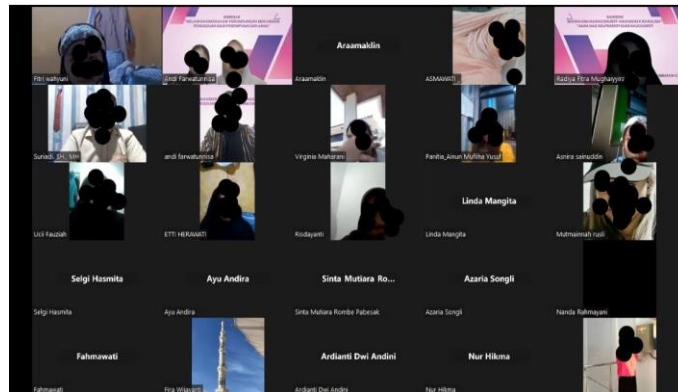 Araamaklin
Fitri wahyuni
Andi Farwatunnisa
Araamaklin
ASMAWATI
Radiya Fitra Mughaiyyirz
Sunadi, SH., MH
andi farwatunnisa
Virginia Maharani
Panitia_Ainun Mufliha Yusuf
Asnira sainuddin
Linda Mangita
Ucii Fauziah
ETTI HERAWATI
Risdayanti
Linda Mangita
Mutmainnah rusli
Selgi Hasmita
Ayu Andira
Sinta Mutiara Ro...
Azaria Songli
Selgi Hasmita
Ayu Andira
Sinta Mutiara Rombe Pabesak
Azaria Songli
Nanda Rahmayani
Fahmawati
Ardianti Dwi Andini
Nur Hikma
Fahmawati
Fira Wijayanti
Ardianti Dwi Andini
Nur Hikma